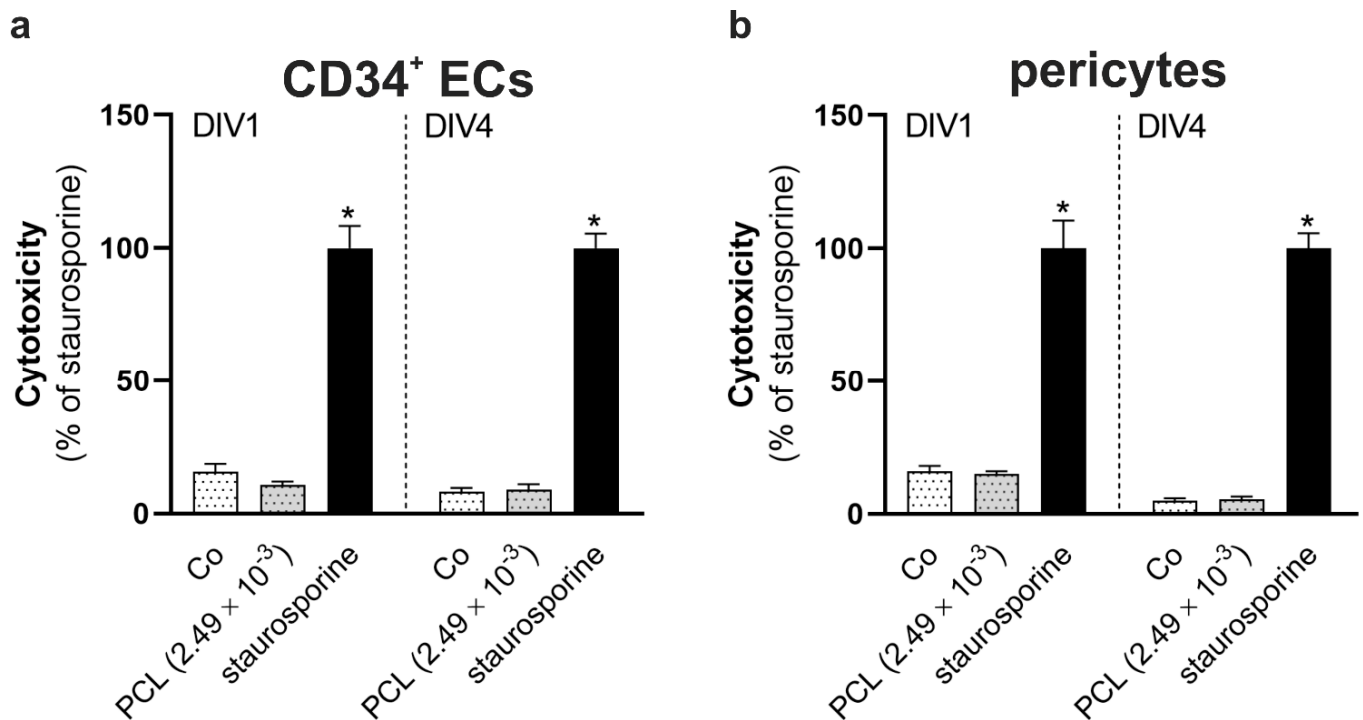 a
CD34⁺ ECs
Cytotoxicity
(% of staurosporine)
150
100
50
0
DIV1
DIV4
*
*
Co
PCL (2.49 × 10⁻³)
staurosporine
Co
PCL (2.49 × 10⁻³)
staurosporine
b
pericytes
Cytotoxicity
(% of staurosporine)
150
100
50
0
DIV1
DIV4
*
*
Co
PCL (2.49 × 10⁻³)
staurosporine
Co
PCL (2.49 × 10⁻³)
staurosporine